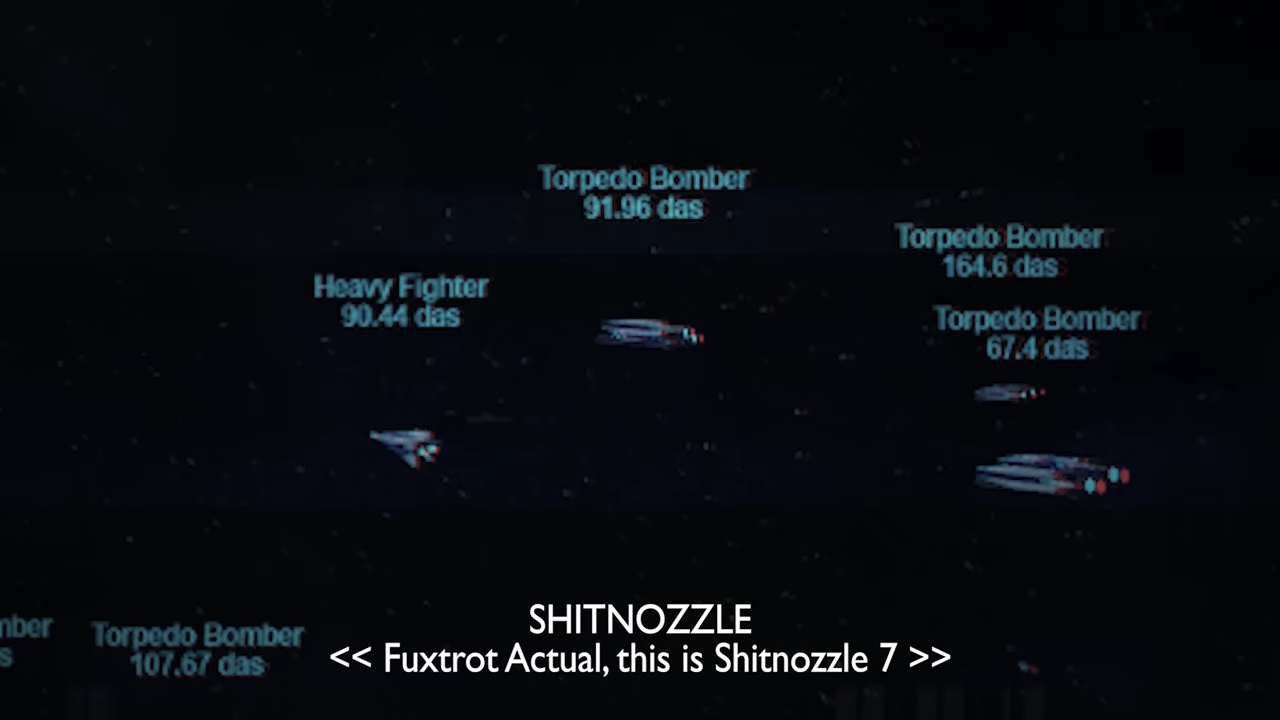 Torpedo Bomber
91.96 das
Torpedo Bomber
164.6 das
Heavy Fighter
90.44 das
Torpedo Bomber
67.4 das
mber
s
Torpedo Bomber
107.67 das
SHITNOZZLE
<< Fuxtrot Actual, this is Shitnozzle 7 >>